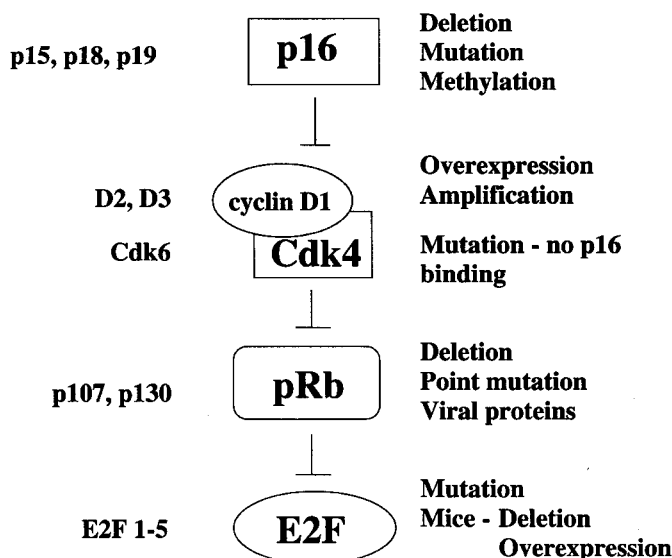 Deletion
p15, p18, p19 p16 Mutation
Methylation
Overexpression
D2, D3 cyclin D1 Amplification
Cdk6 Cdk4 Mutation - no p16
binding
Deletion
p107, p130 pRb Point mutation
Viral proteins
Mutation
E2F 1-5 E2F Mice - Deletion
Overexpression